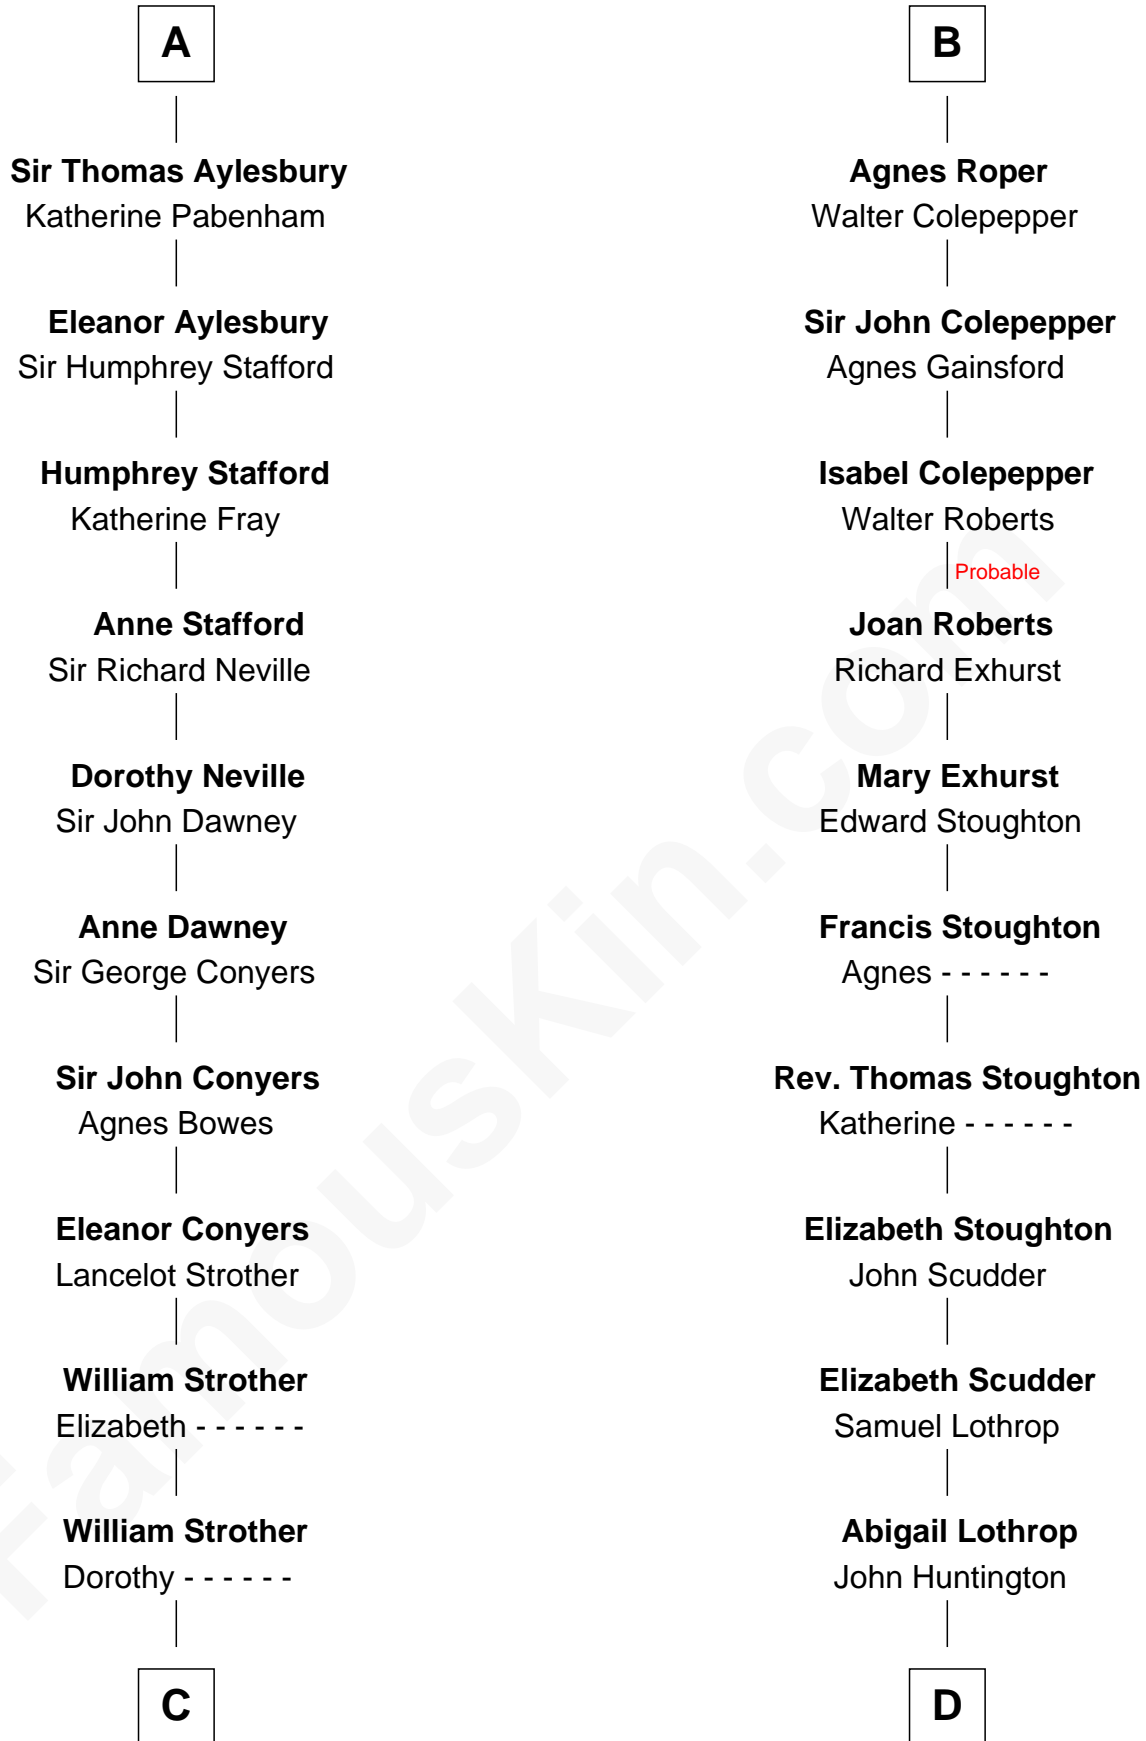 A
Sir Thomas Aylesbury
Katherine Pabenham
Eleanor Aylesbury
Sir Humphrey Stafford
Humphrey Stafford
Katherine Fray
Anne Stafford
Sir Richard Neville
Dorothy Neville
Sir John Dawney
Anne Dawney
Sir George Conyers
Sir John Conyers
Agnes Bowes
Eleanor Conyers
Lancelot Strother
William Strother
Elizabeth - - - - - -
William Strother
Dorothy - - - - - -
C
B
Agnes Roper
Walter Colepepper
Sir John Colepepper
Agnes Gainsford
Isabel Colepepper
Walter Roberts
Probable
Joan Roberts
Richard Exhurst
Mary Exhurst
Edward Stoughton
Francis Stoughton
Agnes - - - - - -
Rev. Thomas Stoughton
Katherine - - - - - -
Elizabeth Stoughton
John Scudder
Elizabeth Scudder
Samuel Lothrop
Abigail Lothrop
John Huntington
D
FamousKin.com